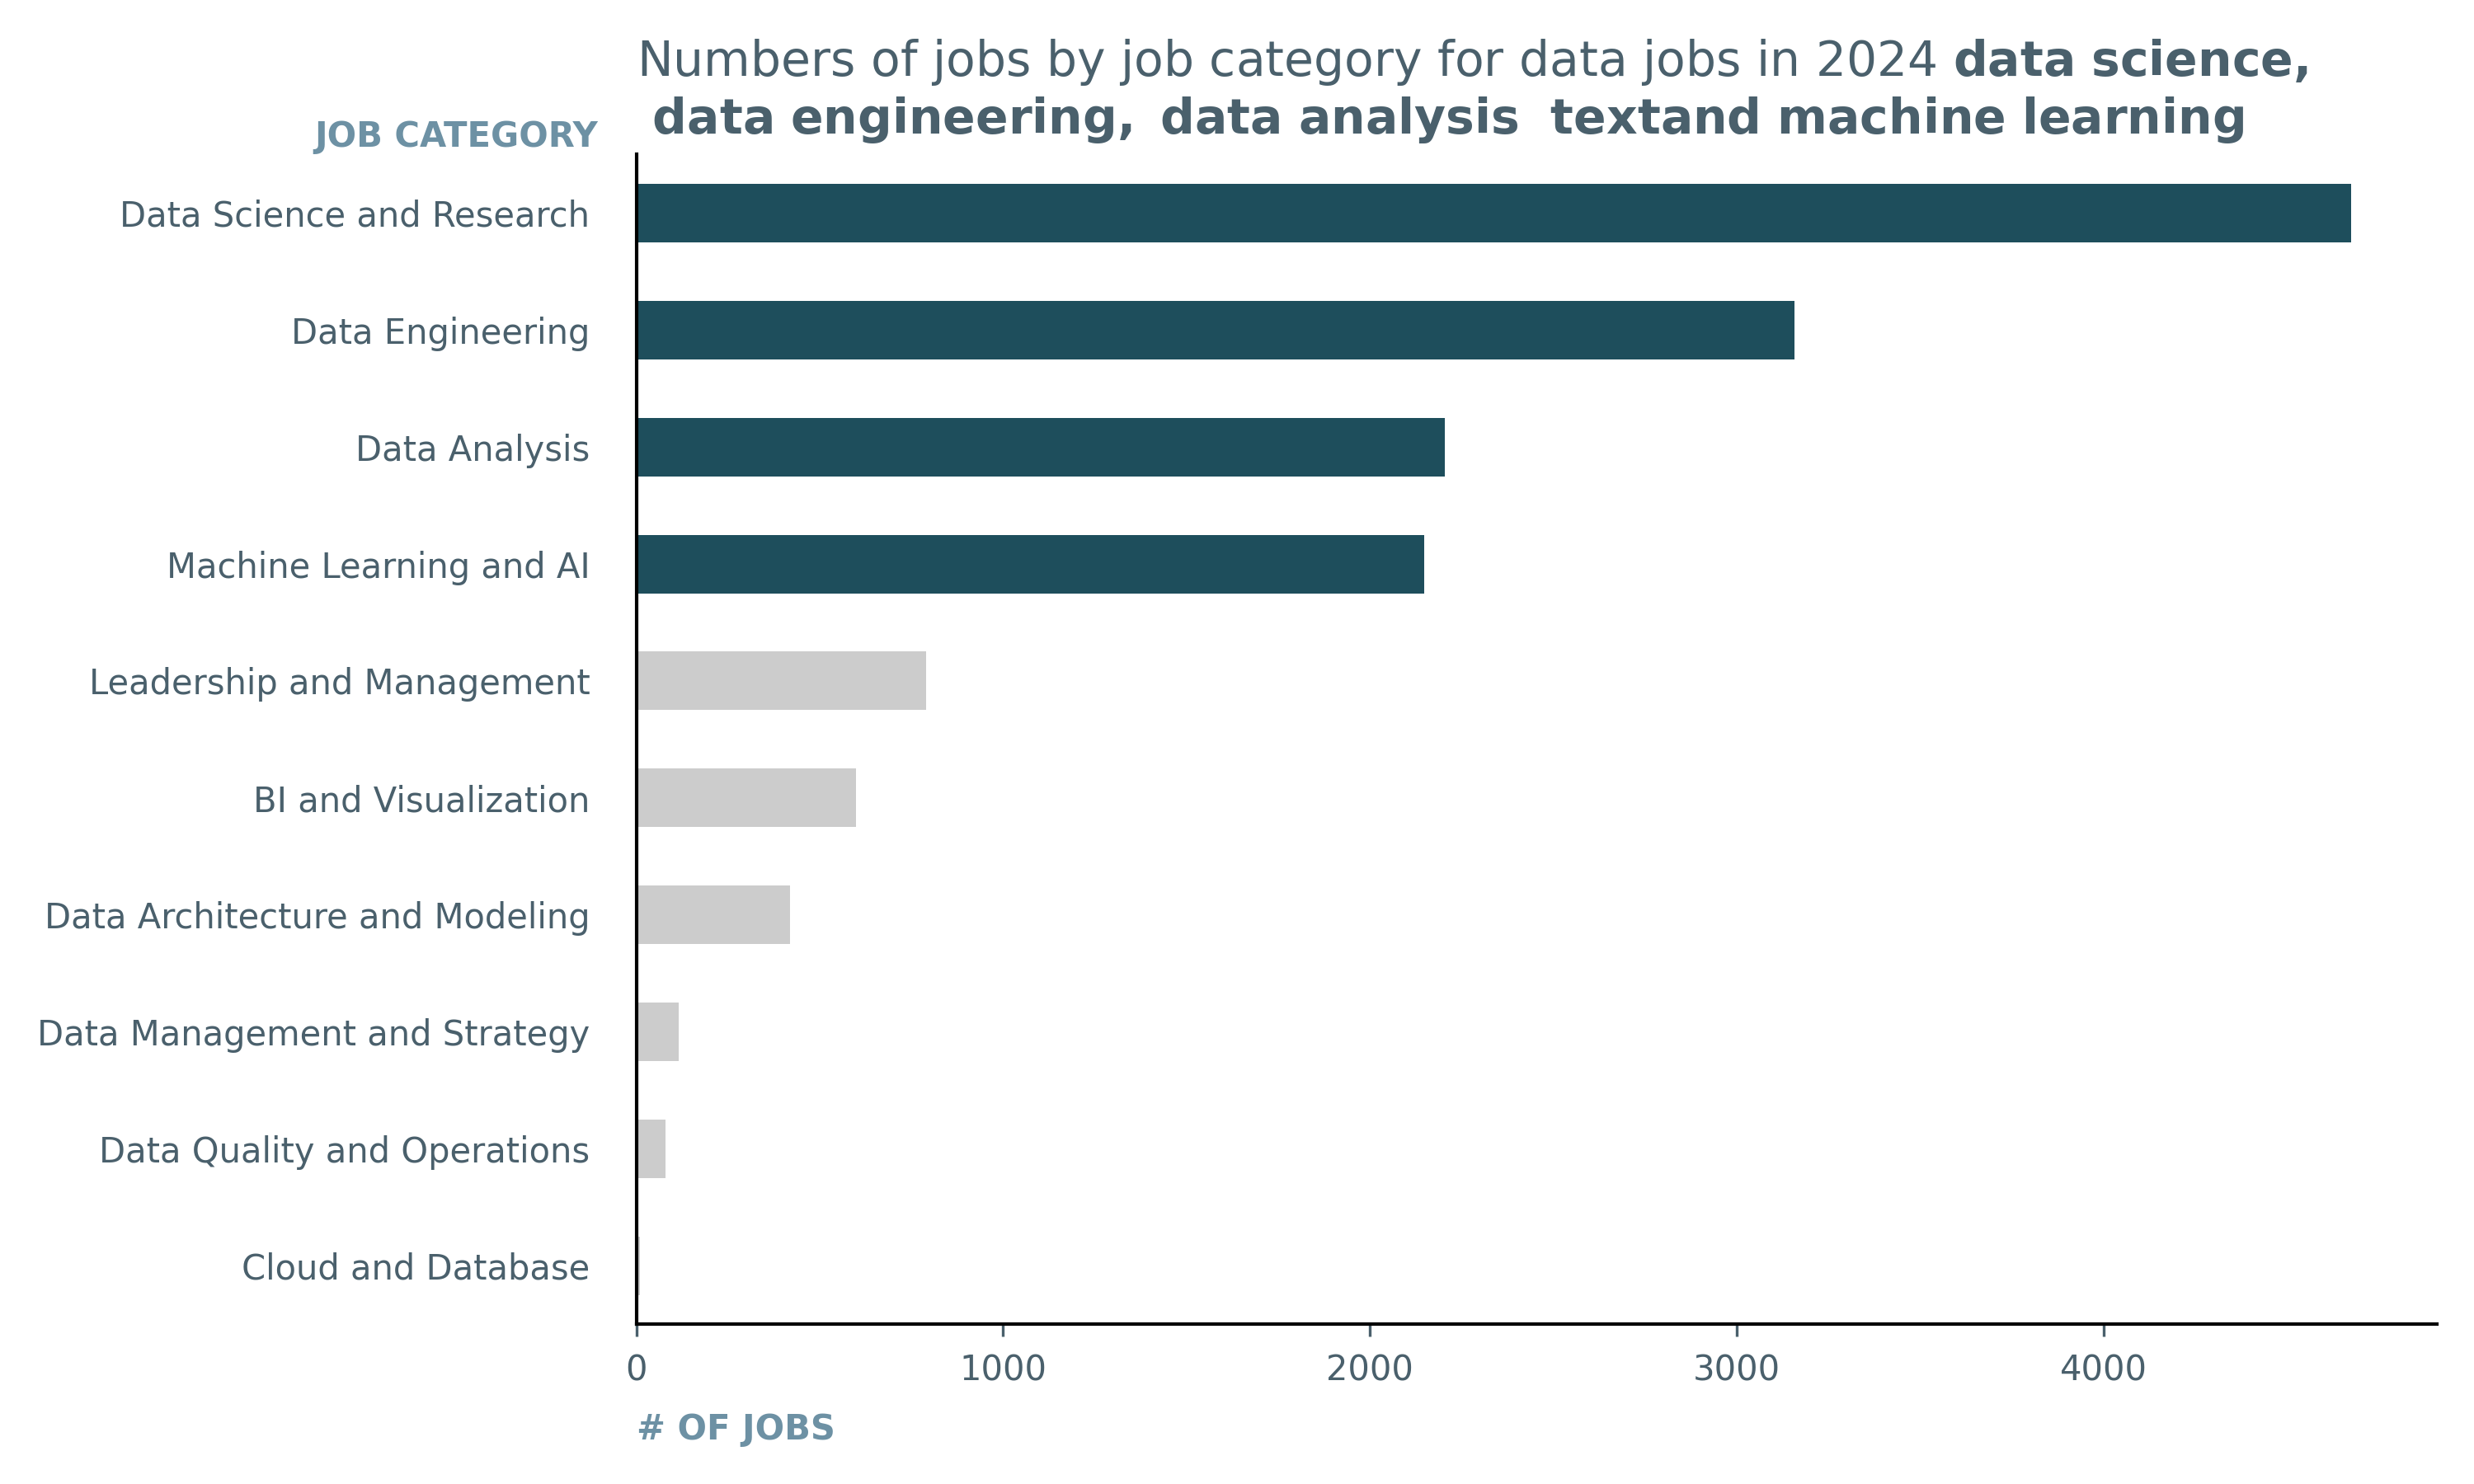 Numbers of jobs by job category for data jobs in 2024 data science,
data engineering, data analysis textand machine learning
JOB CATEGORY
Data Science and Research
Data Engineering
Data Analysis
Machine Learning and AI
Leadership and Management
BI and Visualization
Data Architecture and Modeling
Data Management and Strategy
Data Quality and Operations
Cloud and Database
0 1000 2000 3000 4000
# OF JOBS